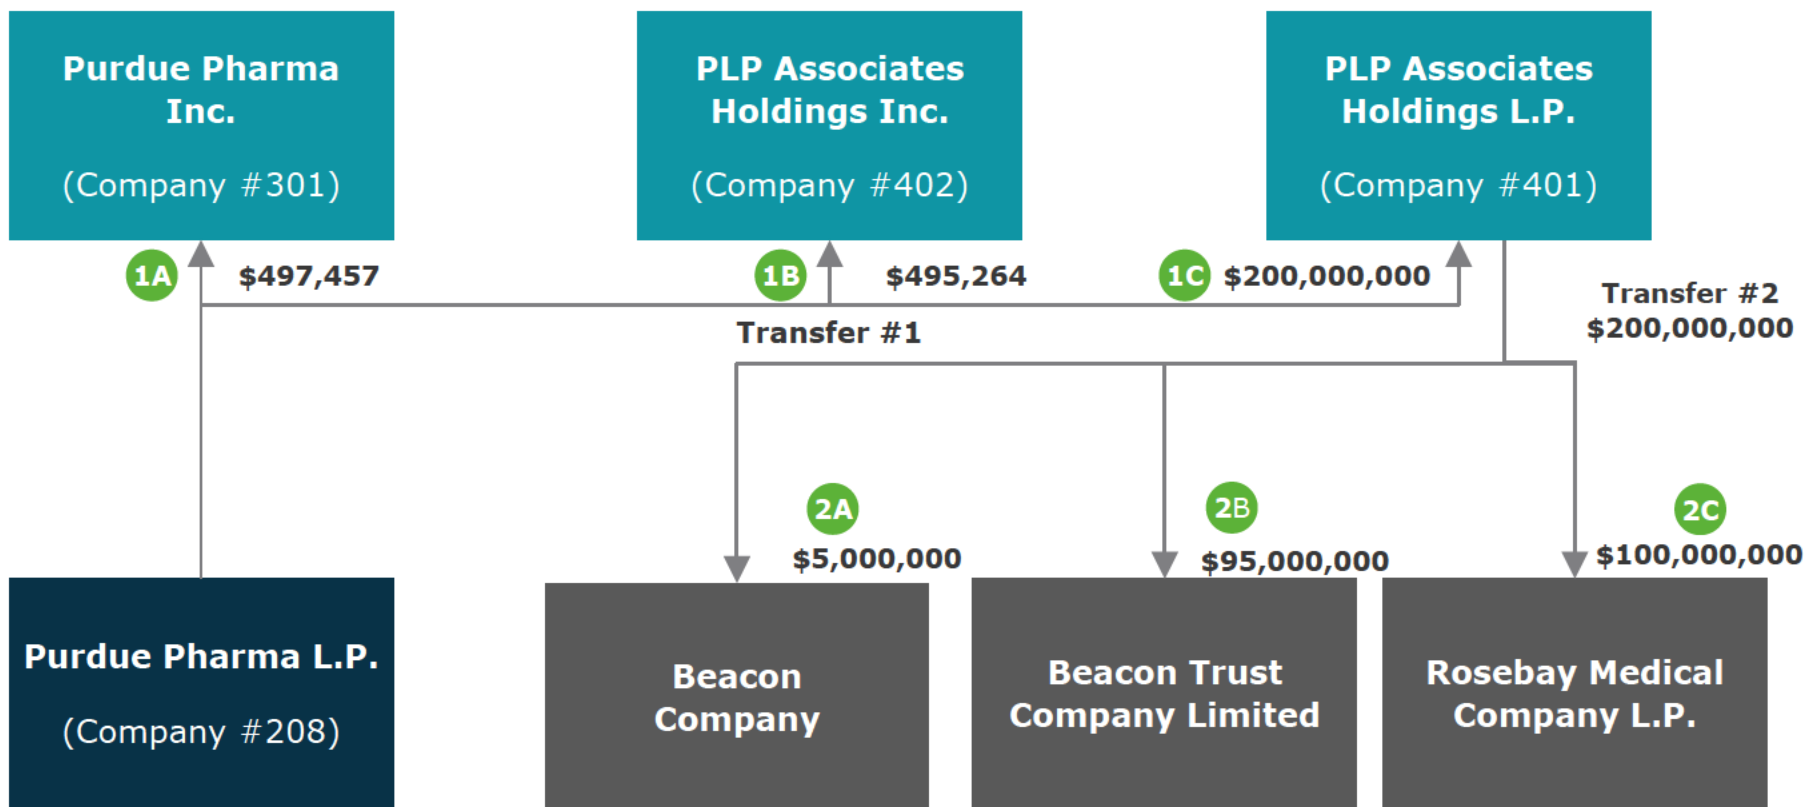 Purdue Pharma
Inc.
(Company #301)
PLP Associates
Holdings Inc.
(Company #402)
PLP Associates
Holdings L.P.
(Company #401)
1A
$497,457
1B
$495,264
1C
$200,000,000
Transfer #2
$200,000,000
Transfer #1
2A
$5,000,000
2B
$95,000,000
2C
$100,000,000
Purdue Pharma L.P.
(Company #208)
Beacon
Company
Beacon Trust
Company Limited
Rosebay Medical
Company L.P.